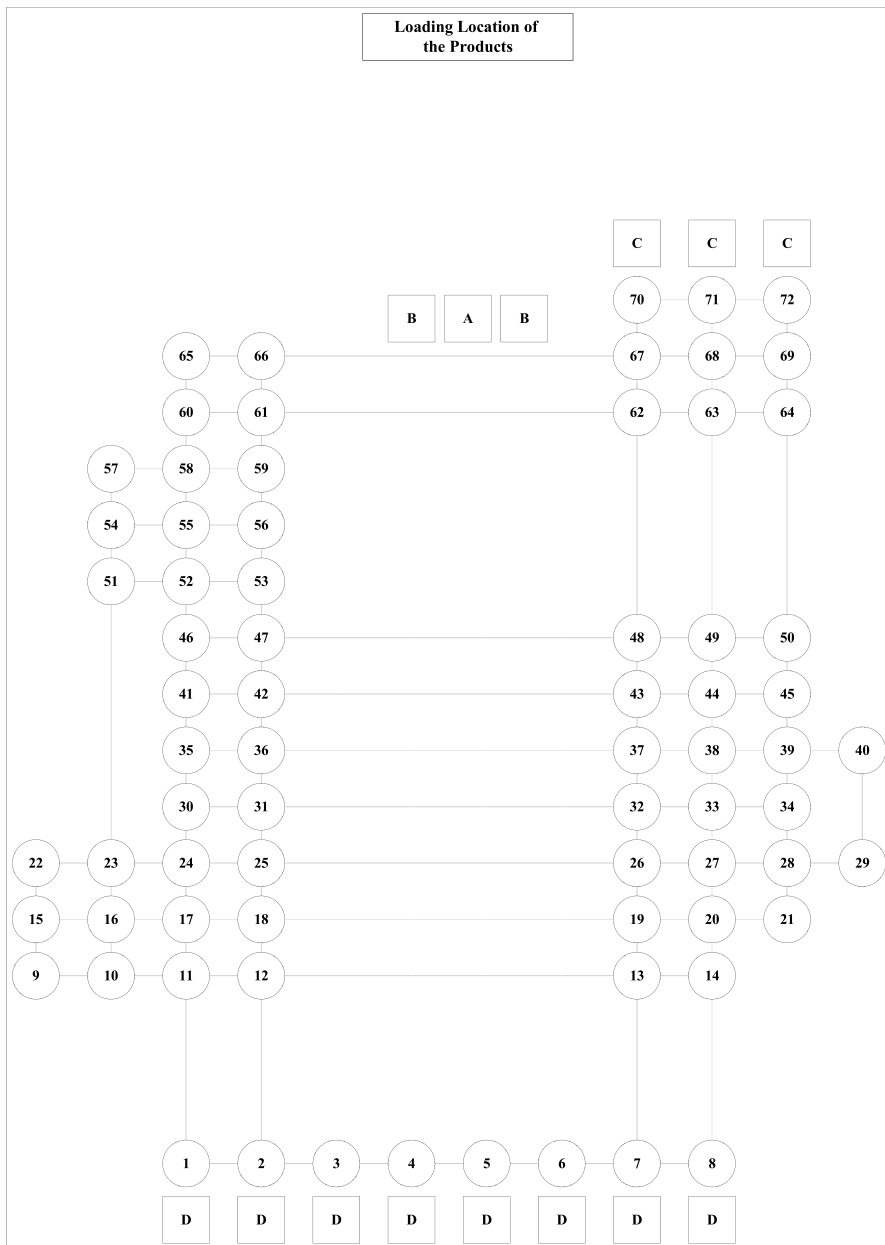 Loading Location of
the Products
C C C
70 71 72
B A B
65 66 67 68 69
60 61 62 63 64
57 58 59
54 55 56
51 52 53
46 47 48 49 50
41 42 43 44 45
35 36 37 38 39 40
30 31 32 33 34
22 23 24 25 26 27 28 29
15 16 17 18 19 20 21
9 10 11 12 13 14
1 2 3 4 5 6 7 8
D D D D D D D D